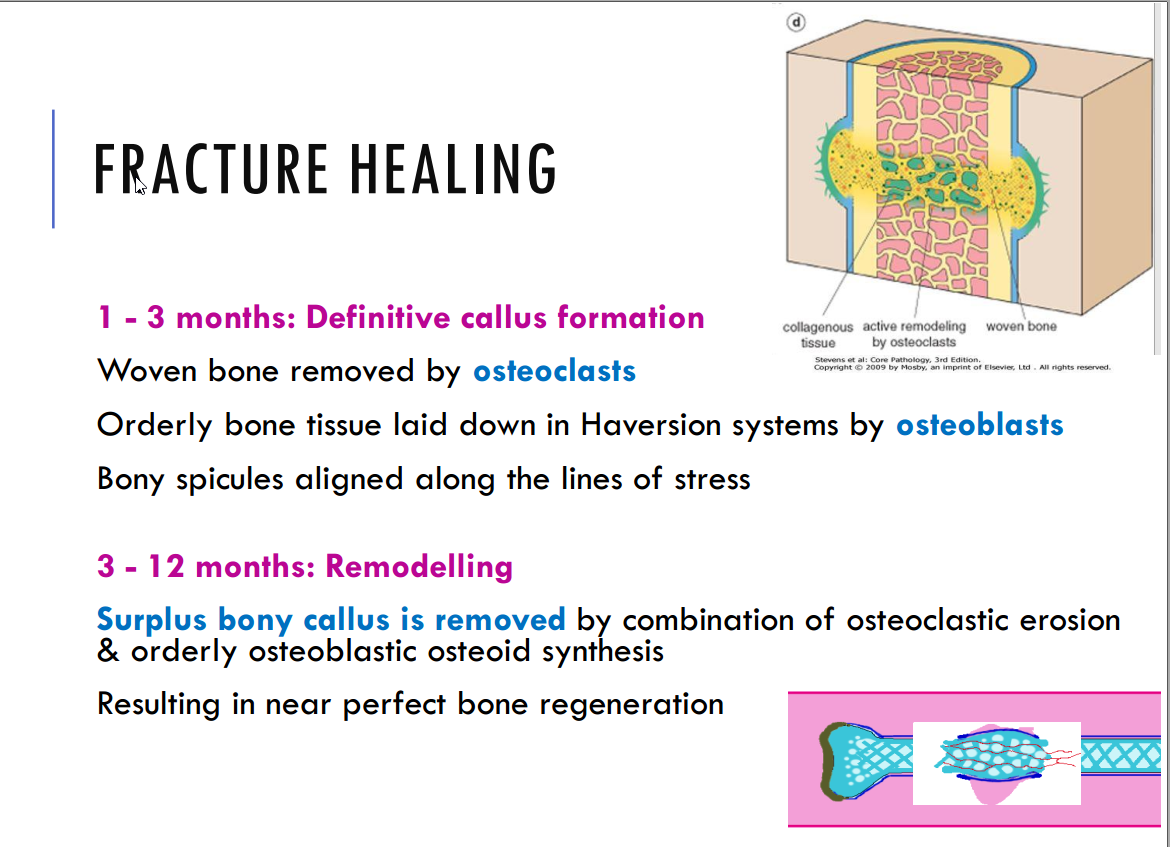 d
FRACTURE HEALING
collagenous active remodeling woven bone
tissue by osteoclasts
Stevens et al: Core Pathology, 3rd Edition.
Copyright © 2009 by Mosby, an imprint of Elsevier, Ltd . All rights reserved.
1 - 3 months: Definitive callus formation
Woven bone removed by osteoclasts
Orderly bone tissue laid down in Haversion systems by osteoblasts
Bony spicules aligned along the lines of stress
3 - 12 months: Remodelling
Surplus bony callus is removed by combination of osteoclastic erosion
& orderly osteoblastic osteoid synthesis
Resulting in near perfect bone regeneration